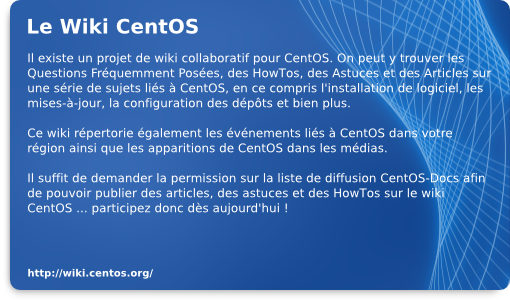 Le Wiki CentOS
Il existe un projet de wiki collaboratif pour CentOS. On peut y trouver les
Questions Fréquemment Posées, des HowTos, des Astuces et des Articles sur
une série de sujets liés à CentOS, en ce compris l'installation de logiciel, les
mises-à-jour, la configuration des dépôts et bien plus.
Ce wiki répertorie également les événements liés à CentOS dans votre
région ainsi que les apparitions de CentOS dans les médias.
Il suffit de demander la permission sur la liste de diffusion CentOS-Docs afin
de pouvoir publier des articles, des astuces et des HowTos sur le wiki
CentOS ... participez donc dès aujourd'hui !
http://wiki.centos.org/